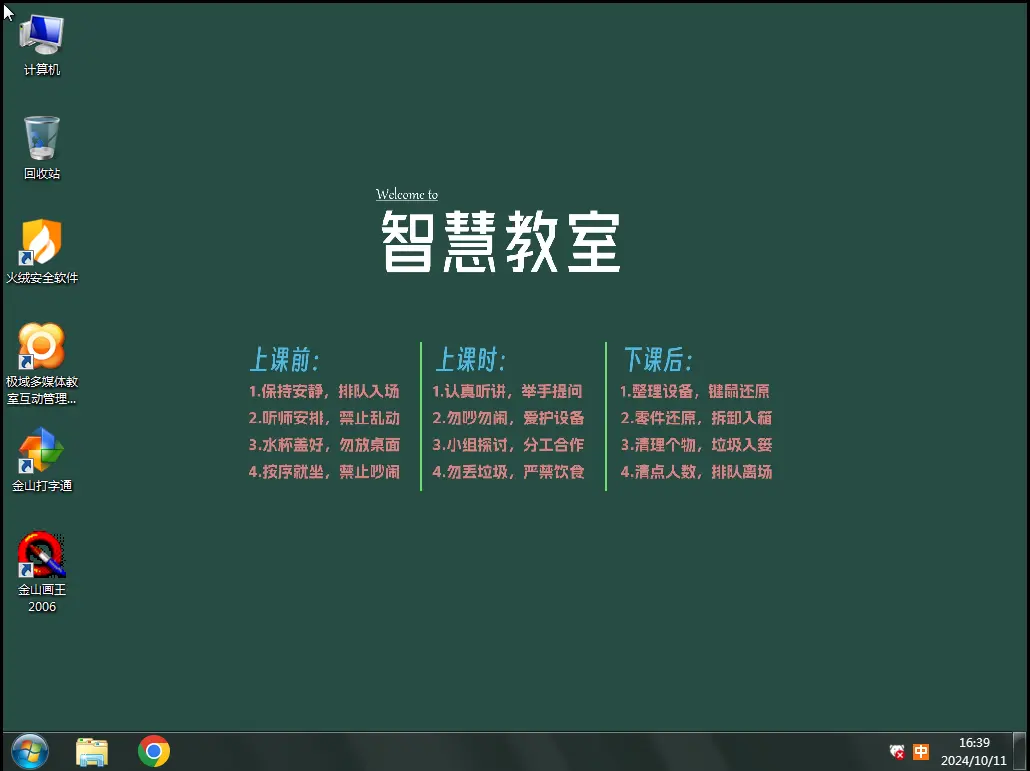 计算机
回收站
火绒安全软件
极域多媒体教
室互动管理...
金山打字通
金山画王
2006
Welcome to
智慧教室
上课前:
1.保持安静，排队入场
2.听师安排，禁止乱动
3.水杯盖好，勿放桌面
4.按序就坐，禁止吵闹
上课时:
1.认真听讲，举手提问
2.勿吵勿闹，爱护设备
3.小组探讨，分工合作
4.勿丢垃圾，严禁饮食
下课后:
1.整理设备，键鼠还原
2.零件还原，拆卸入箱
3.清理个物，垃圾入篓
4.清点人数，排队离场
中
16:39
2024/10/11